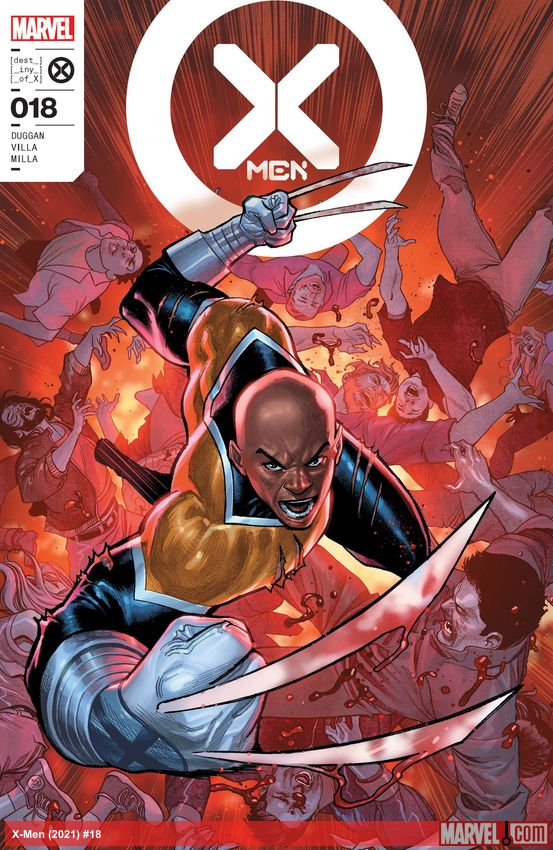 MARVEL
[dest_]
[_iny_]
[_of_X]
018
DUGGAN
VILLA
MILLA
X
MEN
X-Men (2021) #18
MARVEL.com